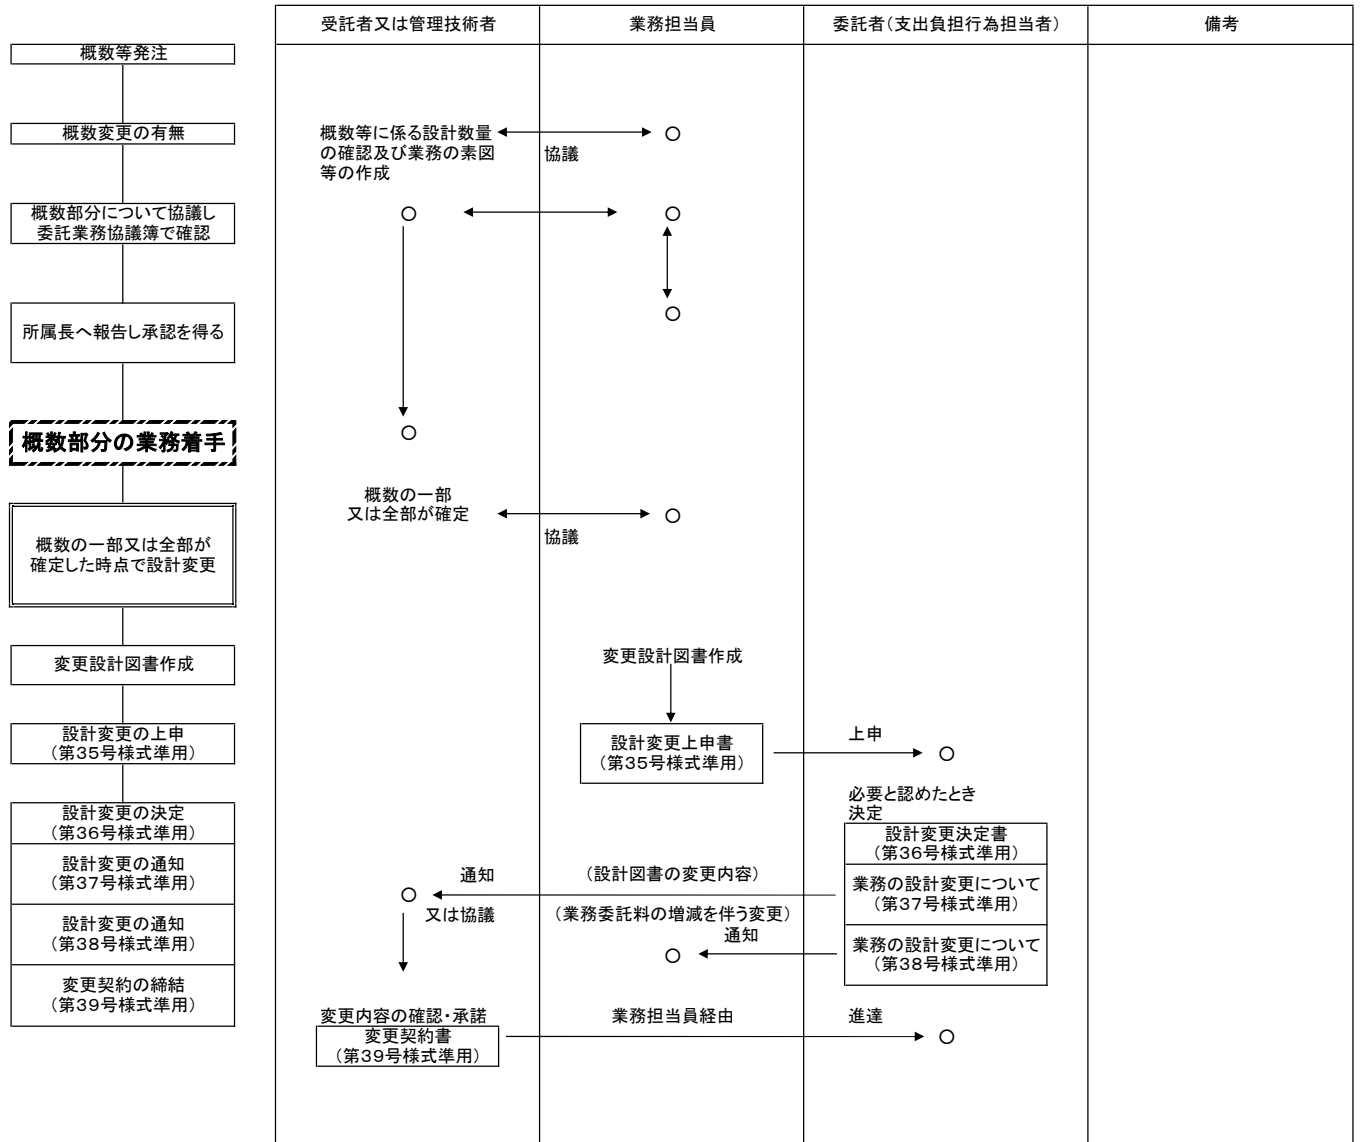 受託者又は管理技術者
業務担当員
委託者（支出負担行為担当者）
備考
概数等発注
概数変更の有無
概数等に係る設計数量
の確認及び業務の素図
等の作成
協議
概数部分について協議し
委託業務協議簿で確認
所属長へ報告し承認を得る
概数部分の業務着手
概数の一部
又は全部が確定
協議
概数の一部又は全部が
確定した時点で設計変更
変更設計図書作成
変更設計図書作成
設計変更の上申
（第35号様式準用）
設計変更上申書
（第35号様式準用）
上申
必要と認めたとき
決定
設計変更の決定
（第36号様式準用）
設計変更決定書
（第36号様式準用）
設計変更の通知
（第37号様式準用）
通知
（設計図書の変更内容）
業務の設計変更について
（第37号様式準用）
又は協議
（業務委託料の増減を伴う変更）
通知
設計変更の通知
（第38号様式準用）
業務の設計変更について
（第38号様式準用）
変更契約の締結
（第39号様式準用）
変更内容の確認・承諾
変更契約書
（第39号様式準用）
業務担当員経由
進達